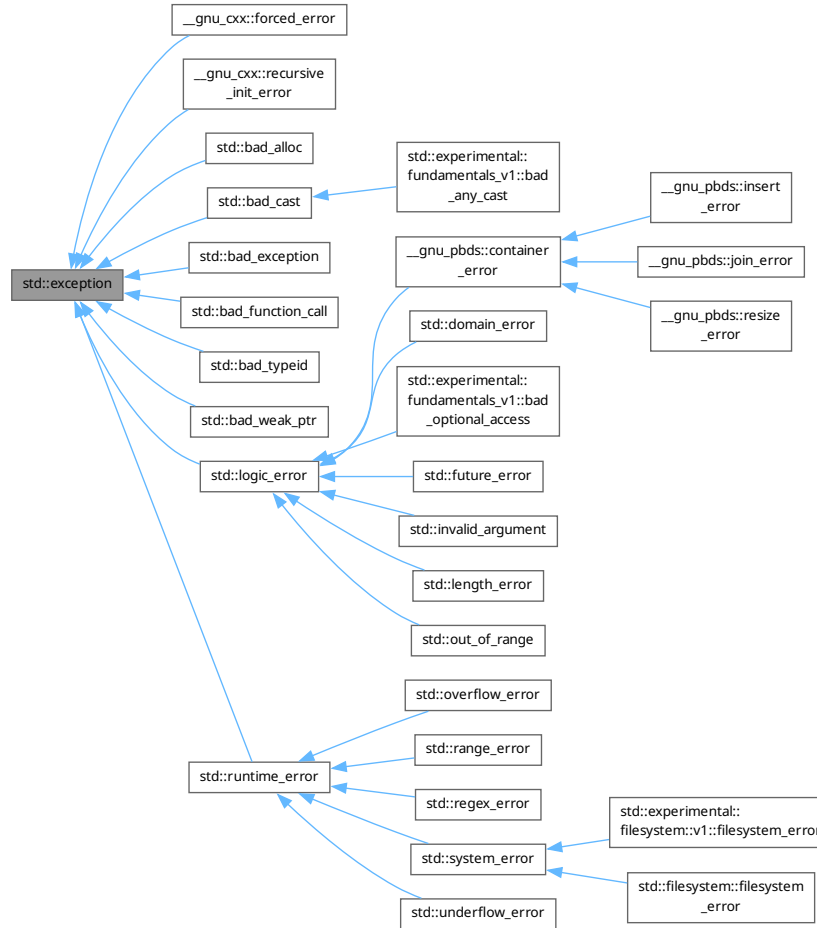 __gnu_cxx::forced_error
__gnu_cxx::recursive
_init_error
std::bad_alloc
std::bad_cast
std::experimental::
fundamentals_v1::bad
_any_cast
std::bad_exception
std::exception
std::bad_function_call
std::bad_typeid
std::bad_weak_ptr
std::logic_error
__gnu_pbds::container
_error
__gnu_pbds::insert
_error
__gnu_pbds::join_error
__gnu_pbds::resize
_error
std::domain_error
std::experimental::
fundamentals_v1::bad
_optional_access
std::future_error
std::invalid_argument
std::length_error
std::out_of_range
std::runtime_error
std::overflow_error
std::range_error
std::regex_error
std::system_error
std::experimental::
filesystem::v1::filesystem_error
std::filesystem::filesystem
_error
std::underflow_error